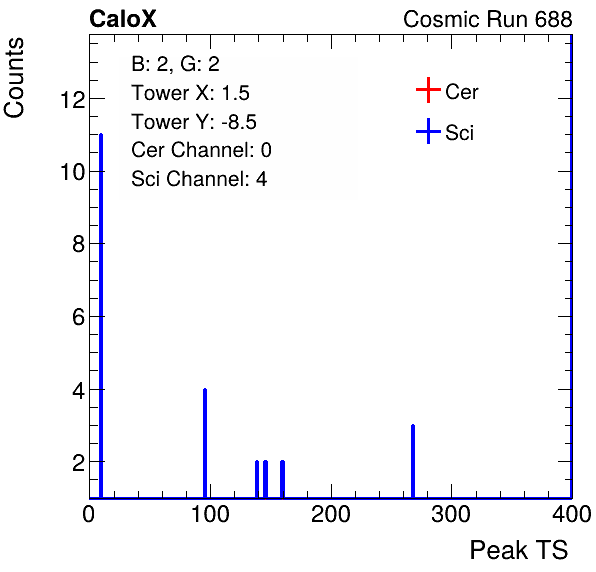 CaloX Cosmic Run 688
Counts
B: 2, G: 2
Tower X: 1.5
Tower Y: -8.5
Cer Channel: 0
Sci Channel: 4
Cer
Sci
12
10
8
6
4
2
0 100 200 300 400
Peak TS